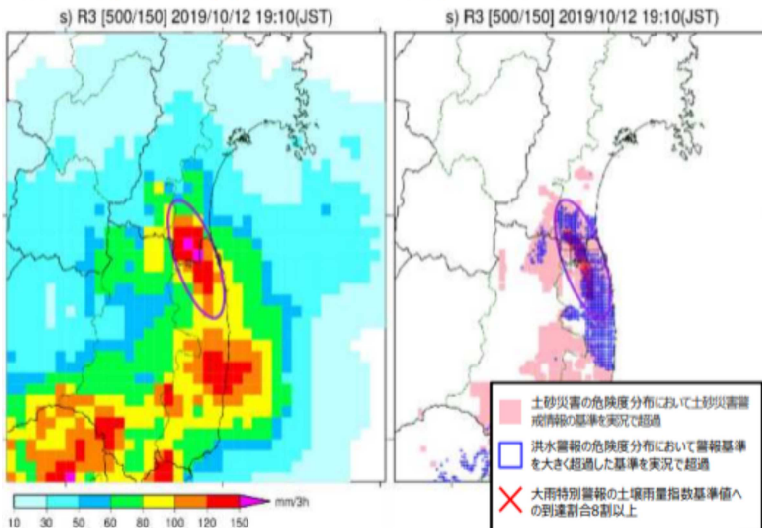 s) R3 [500/150] 2019/10/12 19:10(JST)
s) R3 [500/150] 2019/10/12 19:10(JST)
10 30 50 60 80 100 120 150 mm/3h
土砂災害の危険度分布において土砂災害警
戒情報の基準を実況で超過
洪水警報の危険度分布において警報基準
を大きく超過した基準を実況で超過
大雨特別警報の土壌雨量指数基準値へ
の到達割合8割以上